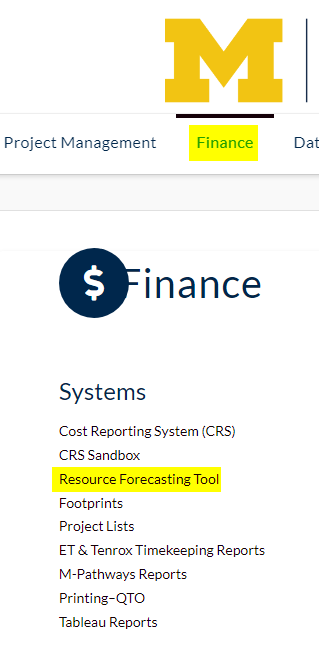 M
Project Management Finance Dat
$ Finance
Systems
Cost Reporting System (CRS)
CRS Sandbox
Resource Forecasting Tool
Footprints
Project Lists
ET & Tenrox Timekeeping Reports
M-Pathways Reports
Printing–QTO
Tableau Reports